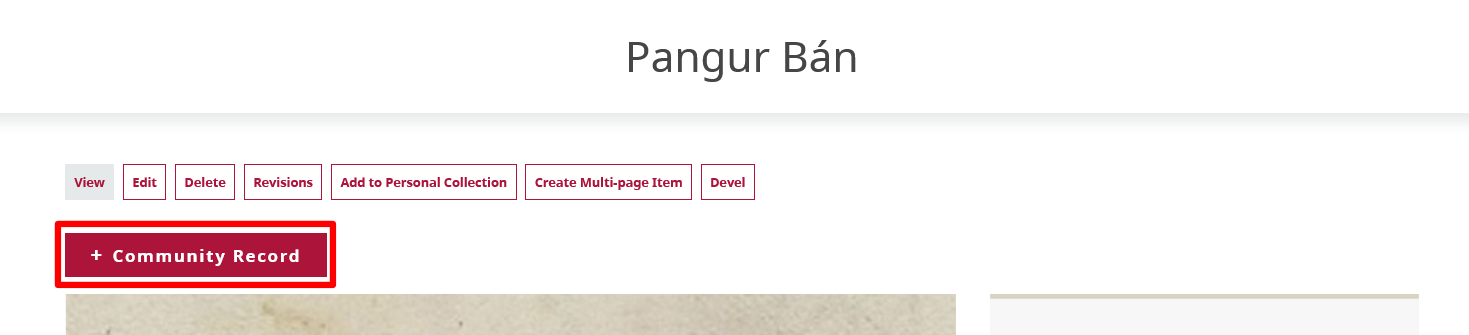 Pangur Bán
View Edit Delete Revisions Add to Personal Collection Create Multi-page Item Devel
+ Community Record